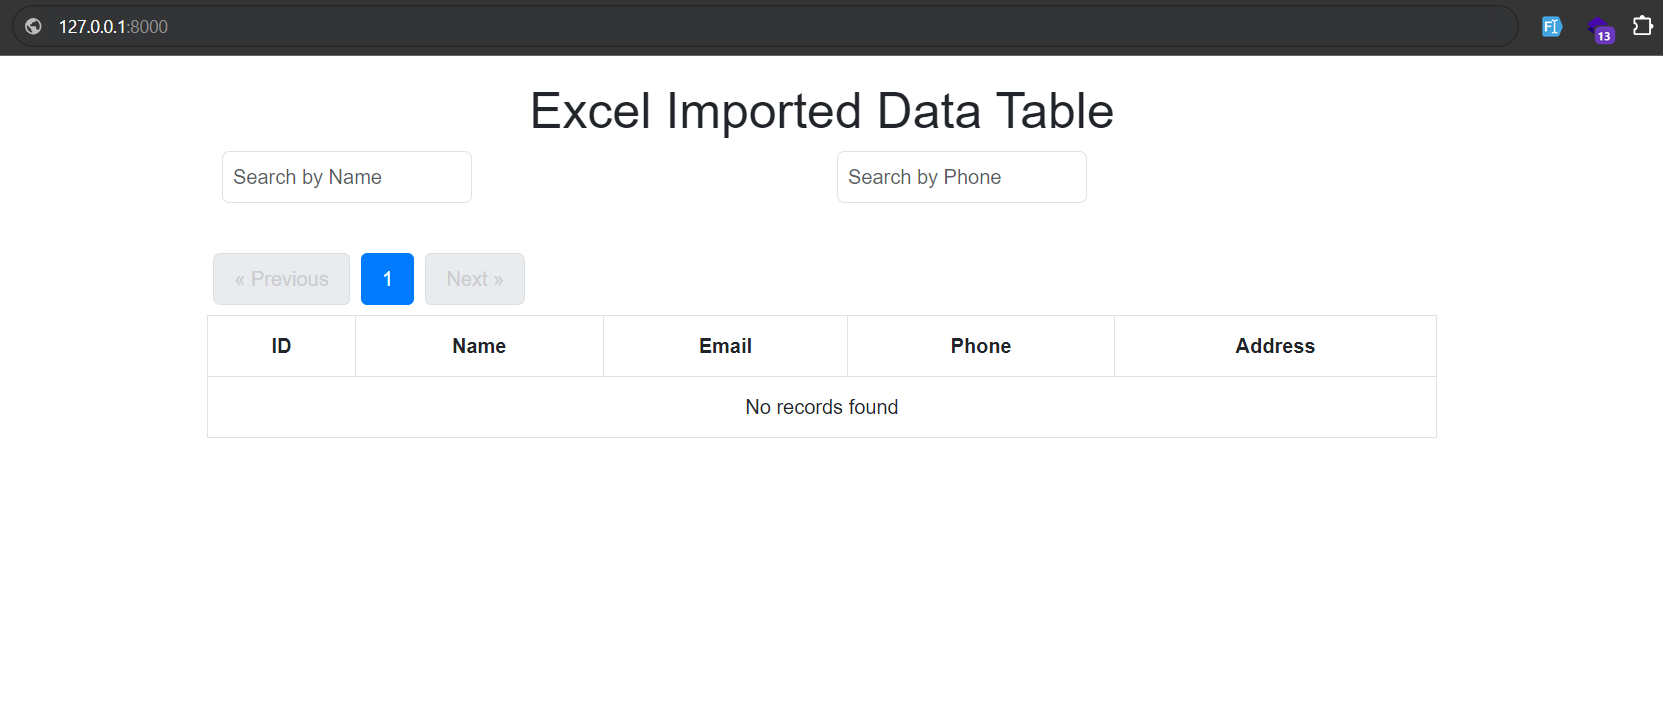 127.0.0.1:8000
13
Excel Imported Data Table
Search by Name Search by Phone
« Previous 1 Next »
ID Name Email Phone Address
No records found